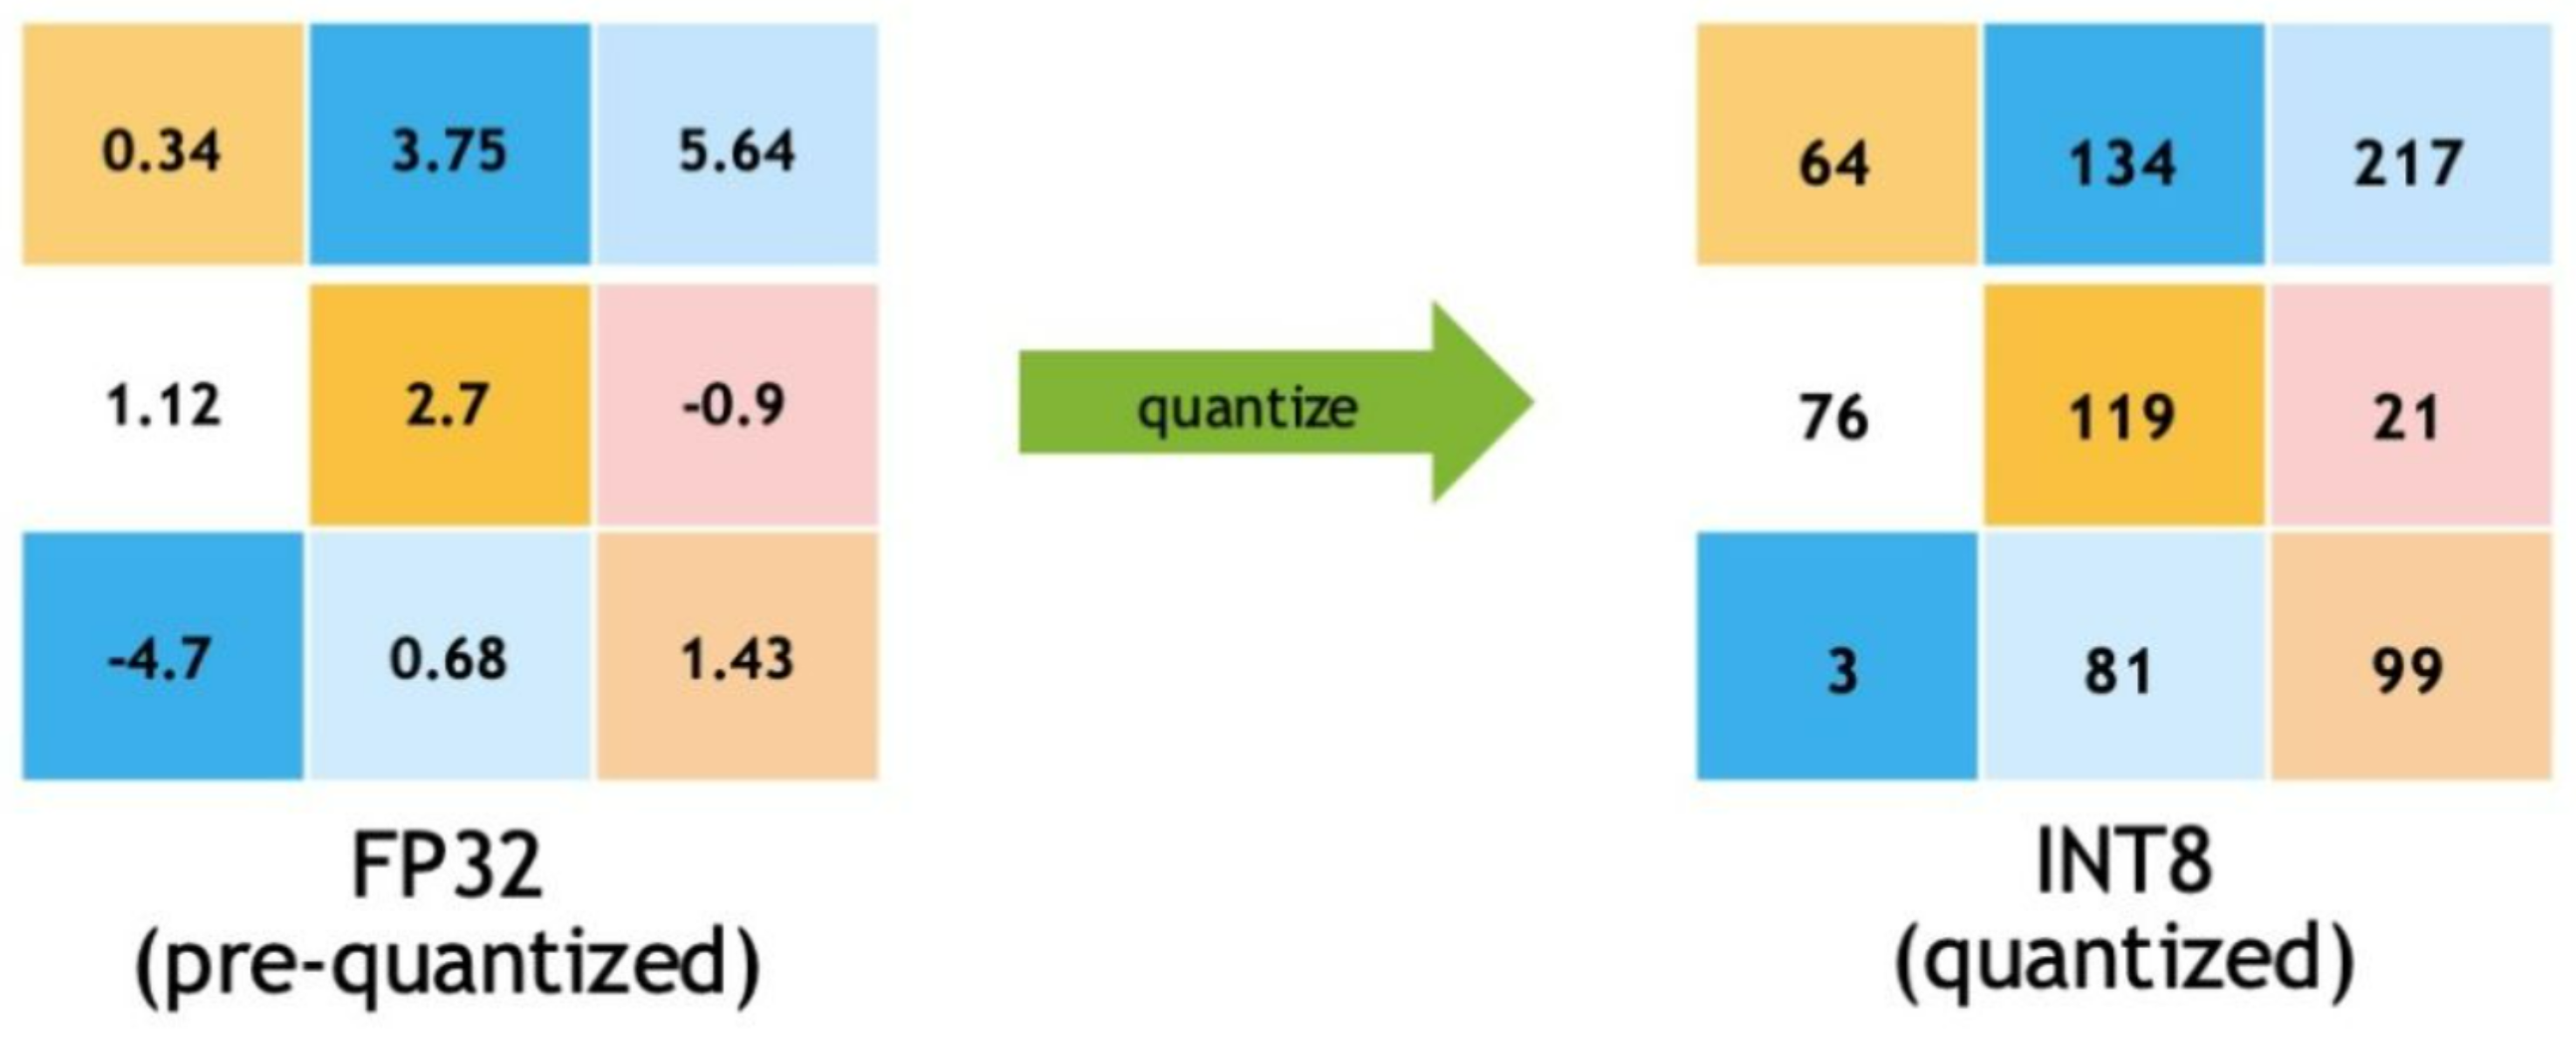 0.34 3.75 5.64
1.12 2.7 -0.9
-4.7 0.68 1.43
FP32
(pre-quantized)
quantize
64 134 217
76 119 21
3 81 99
INT8
(quantized)